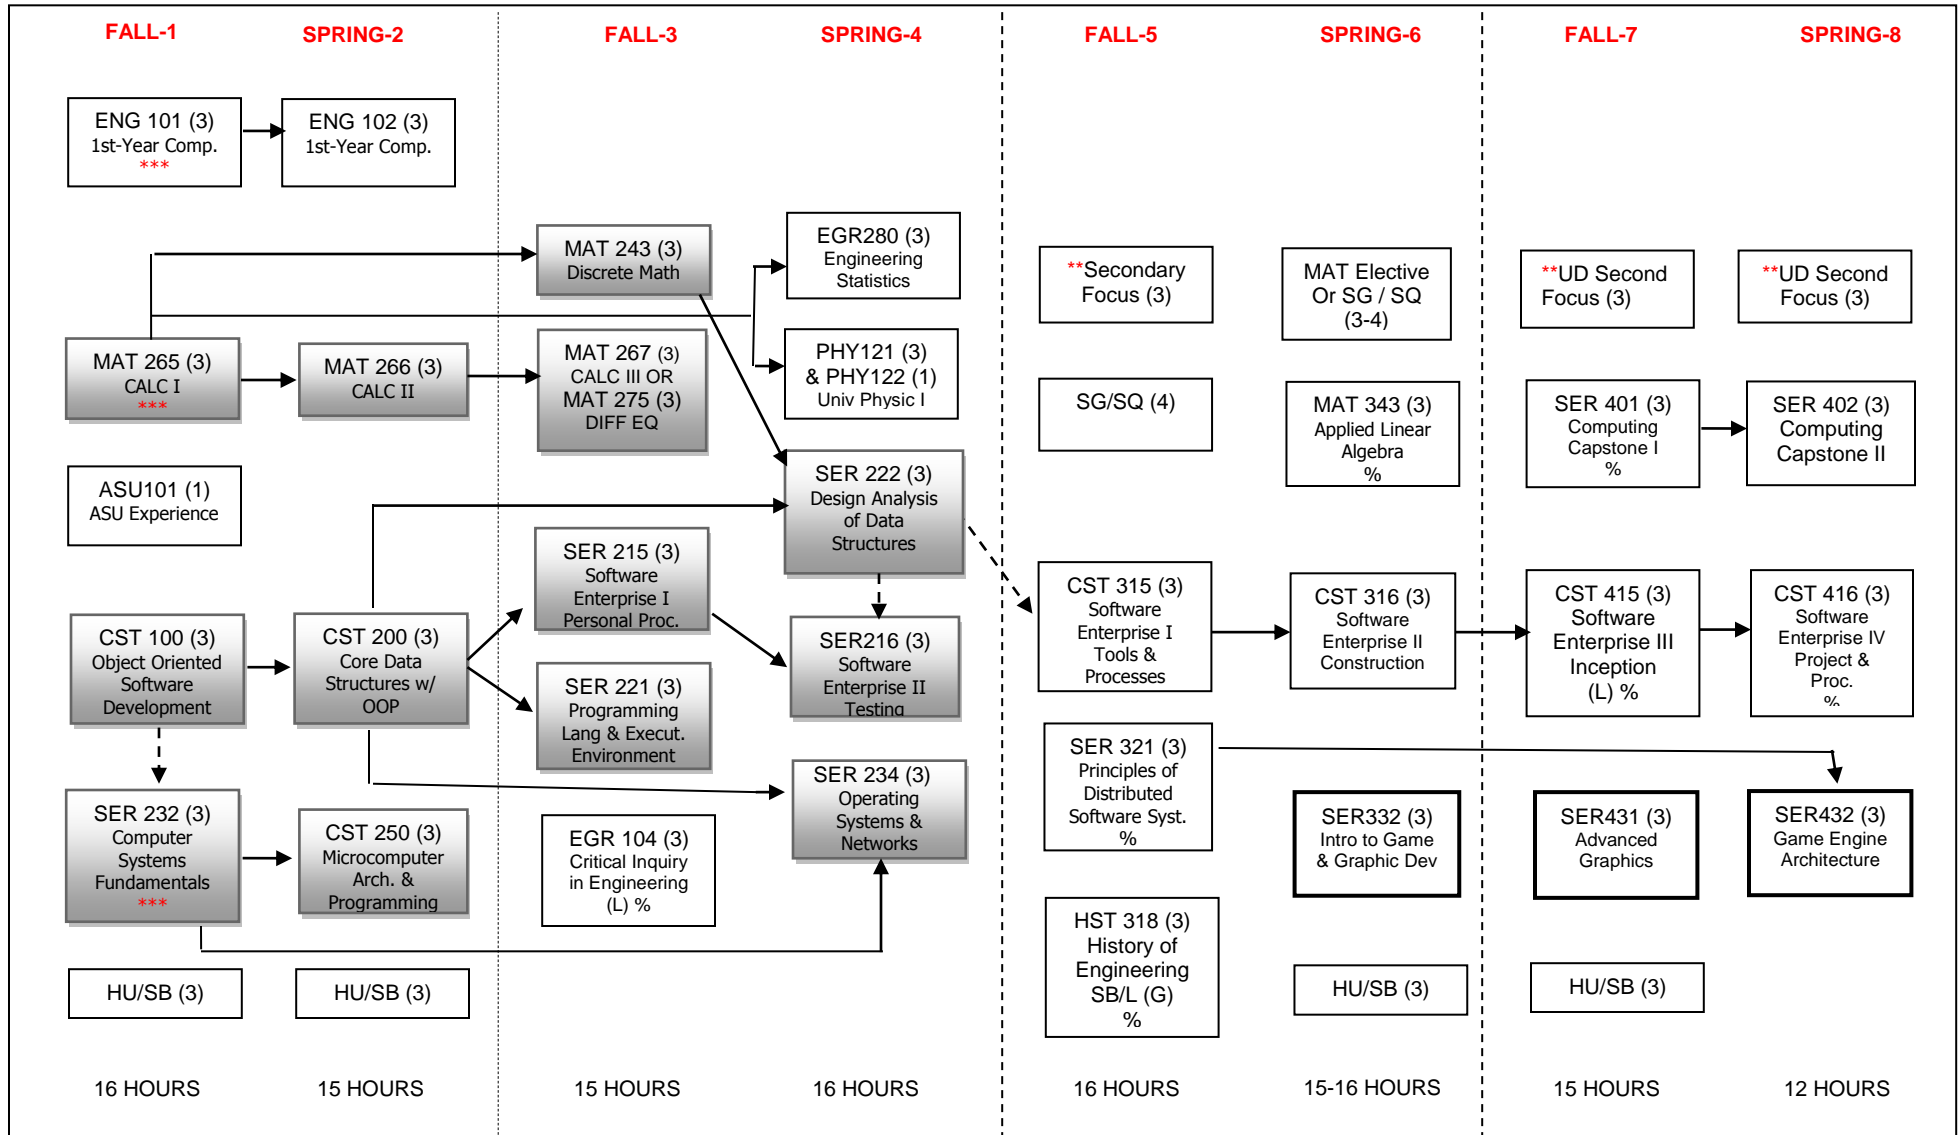 FALL-1
SPRING-2
FALL-3
SPRING-4
FALL-5
SPRING-6
FALL-7
SPRING-8
ENG 101 (3)
1st-Year Comp.
***
ENG 102 (3)
1st-Year Comp.
MAT 243 (3)
Discrete Math
EGR280 (3)
Engineering
Statistics
**Secondary
Focus (3)
MAT Elective
Or SG / SQ
(3-4)
**UD Second
Focus (3)
**UD Second
Focus (3)
MAT 265 (3)
CALC I
***
MAT 266 (3)
CALC II
MAT 267 (3)
CALC III OR
MAT 275 (3)
DIFF EQ
PHY121 (3)
& PHY122 (1)
Univ Physic I
SG/SQ (4)
MAT 343 (3)
Applied Linear
Algebra
%
SER 401 (3)
Computing
Capstone I
%
SER 402 (3)
Computing
Capstone II
ASU101 (1)
ASU Experience
SER 222 (3)
Design Analysis
of Data
Structures
SER 215 (3)
Software
Enterprise I
Personal Proc.
CST 100 (3)
Object Oriented
Software
Development
CST 200 (3)
Core Data
Structures w/
OOP
SER 221 (3)
Programming
Lang & Execut.
Environment
SER216 (3)
Software
Enterprise II
Testing
CST 315 (3)
Software
Enterprise I
Tools &
Processes
CST 316 (3)
Software
Enterprise II
Construction
CST 415 (3)
Software
Enterprise III
Inception
(L) %
CST 416 (3)
Software
Enterprise IV
Project &
Proc.
%
SER 232 (3)
Computer
Systems
Fundamentals
***
CST 250 (3)
Microcomputer
Arch. &
Programming
EGR 104 (3)
Critical Inquiry
in Engineering
(L) %
SER 234 (3)
Operating
Systems &
Networks
SER 321 (3)
Principles of
Distributed
Software Syst.
%
SER332 (3)
Intro to Game
& Graphic Dev
SER431 (3)
Advanced
Graphics
SER432 (3)
Game Engine
Architecture
HU/SB (3)
HU/SB (3)
HST 318 (3)
History of
Engineering
SB/L (G)
%
HU/SB (3)
HU/SB (3)
16 HOURS
15 HOURS
15 HOURS
16 HOURS
16 HOURS
15-16 HOURS
15 HOURS
12 HOURS